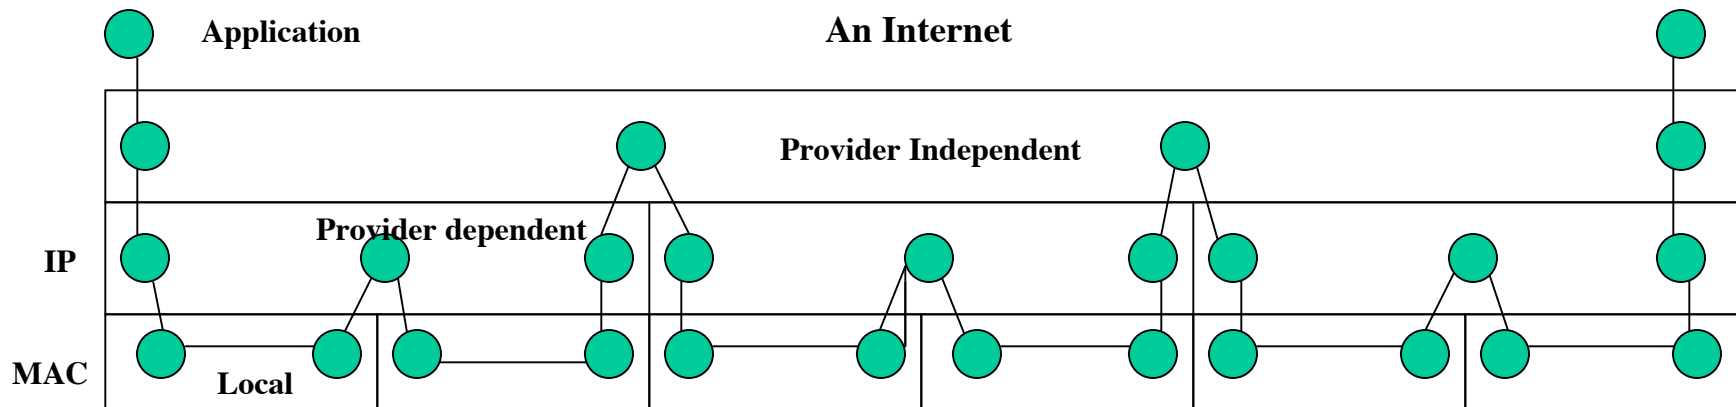 Application
An Internet
Provider Independent
Provider dependent
IP
MAC
Local